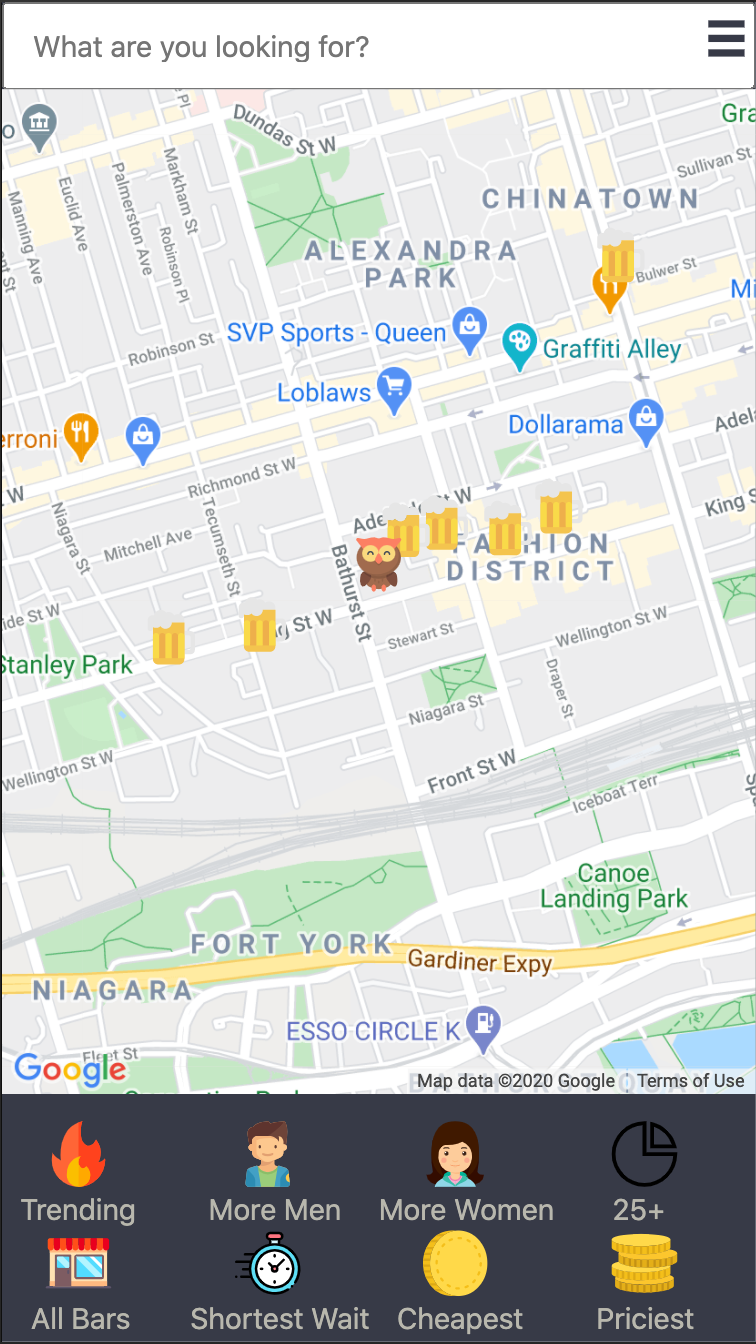 What are you looking for?
Dundas St W
Gra
Pl
o
Sullivan St
CHINATOWN
Manning Ave
Euclid Ave
Palmerston Ave
Markham St
Robinson Pl
ALEXANDRA
PARK
Bulwer St
Mi
SVP Sports - Queen
Robinson St
Graffiti Alley
Loblaws
Dollarama
Adel
erroni
W
Richmond St W
King S
Niagara St
Tecumseth St
Mitchell Ave
Ade
W
FA HION
DISTRICT
Bathurst St
ide St W
g St W
Stewart St
Wellington St W
Stanley Park
Draper St
Niagara St
Wellington St W
Front St W
Iceboat Terr
Sp
Canoe
Landing Park
FORT YORK
Gardiner Expy
NIAGARA
ESSO CIRCLE K
Fleet St
Google
Map data ©2020 Google
Terms of Use
Trending
More Men
More Women
25+
All Bars
Shortest Wait
Cheapest
Priciest